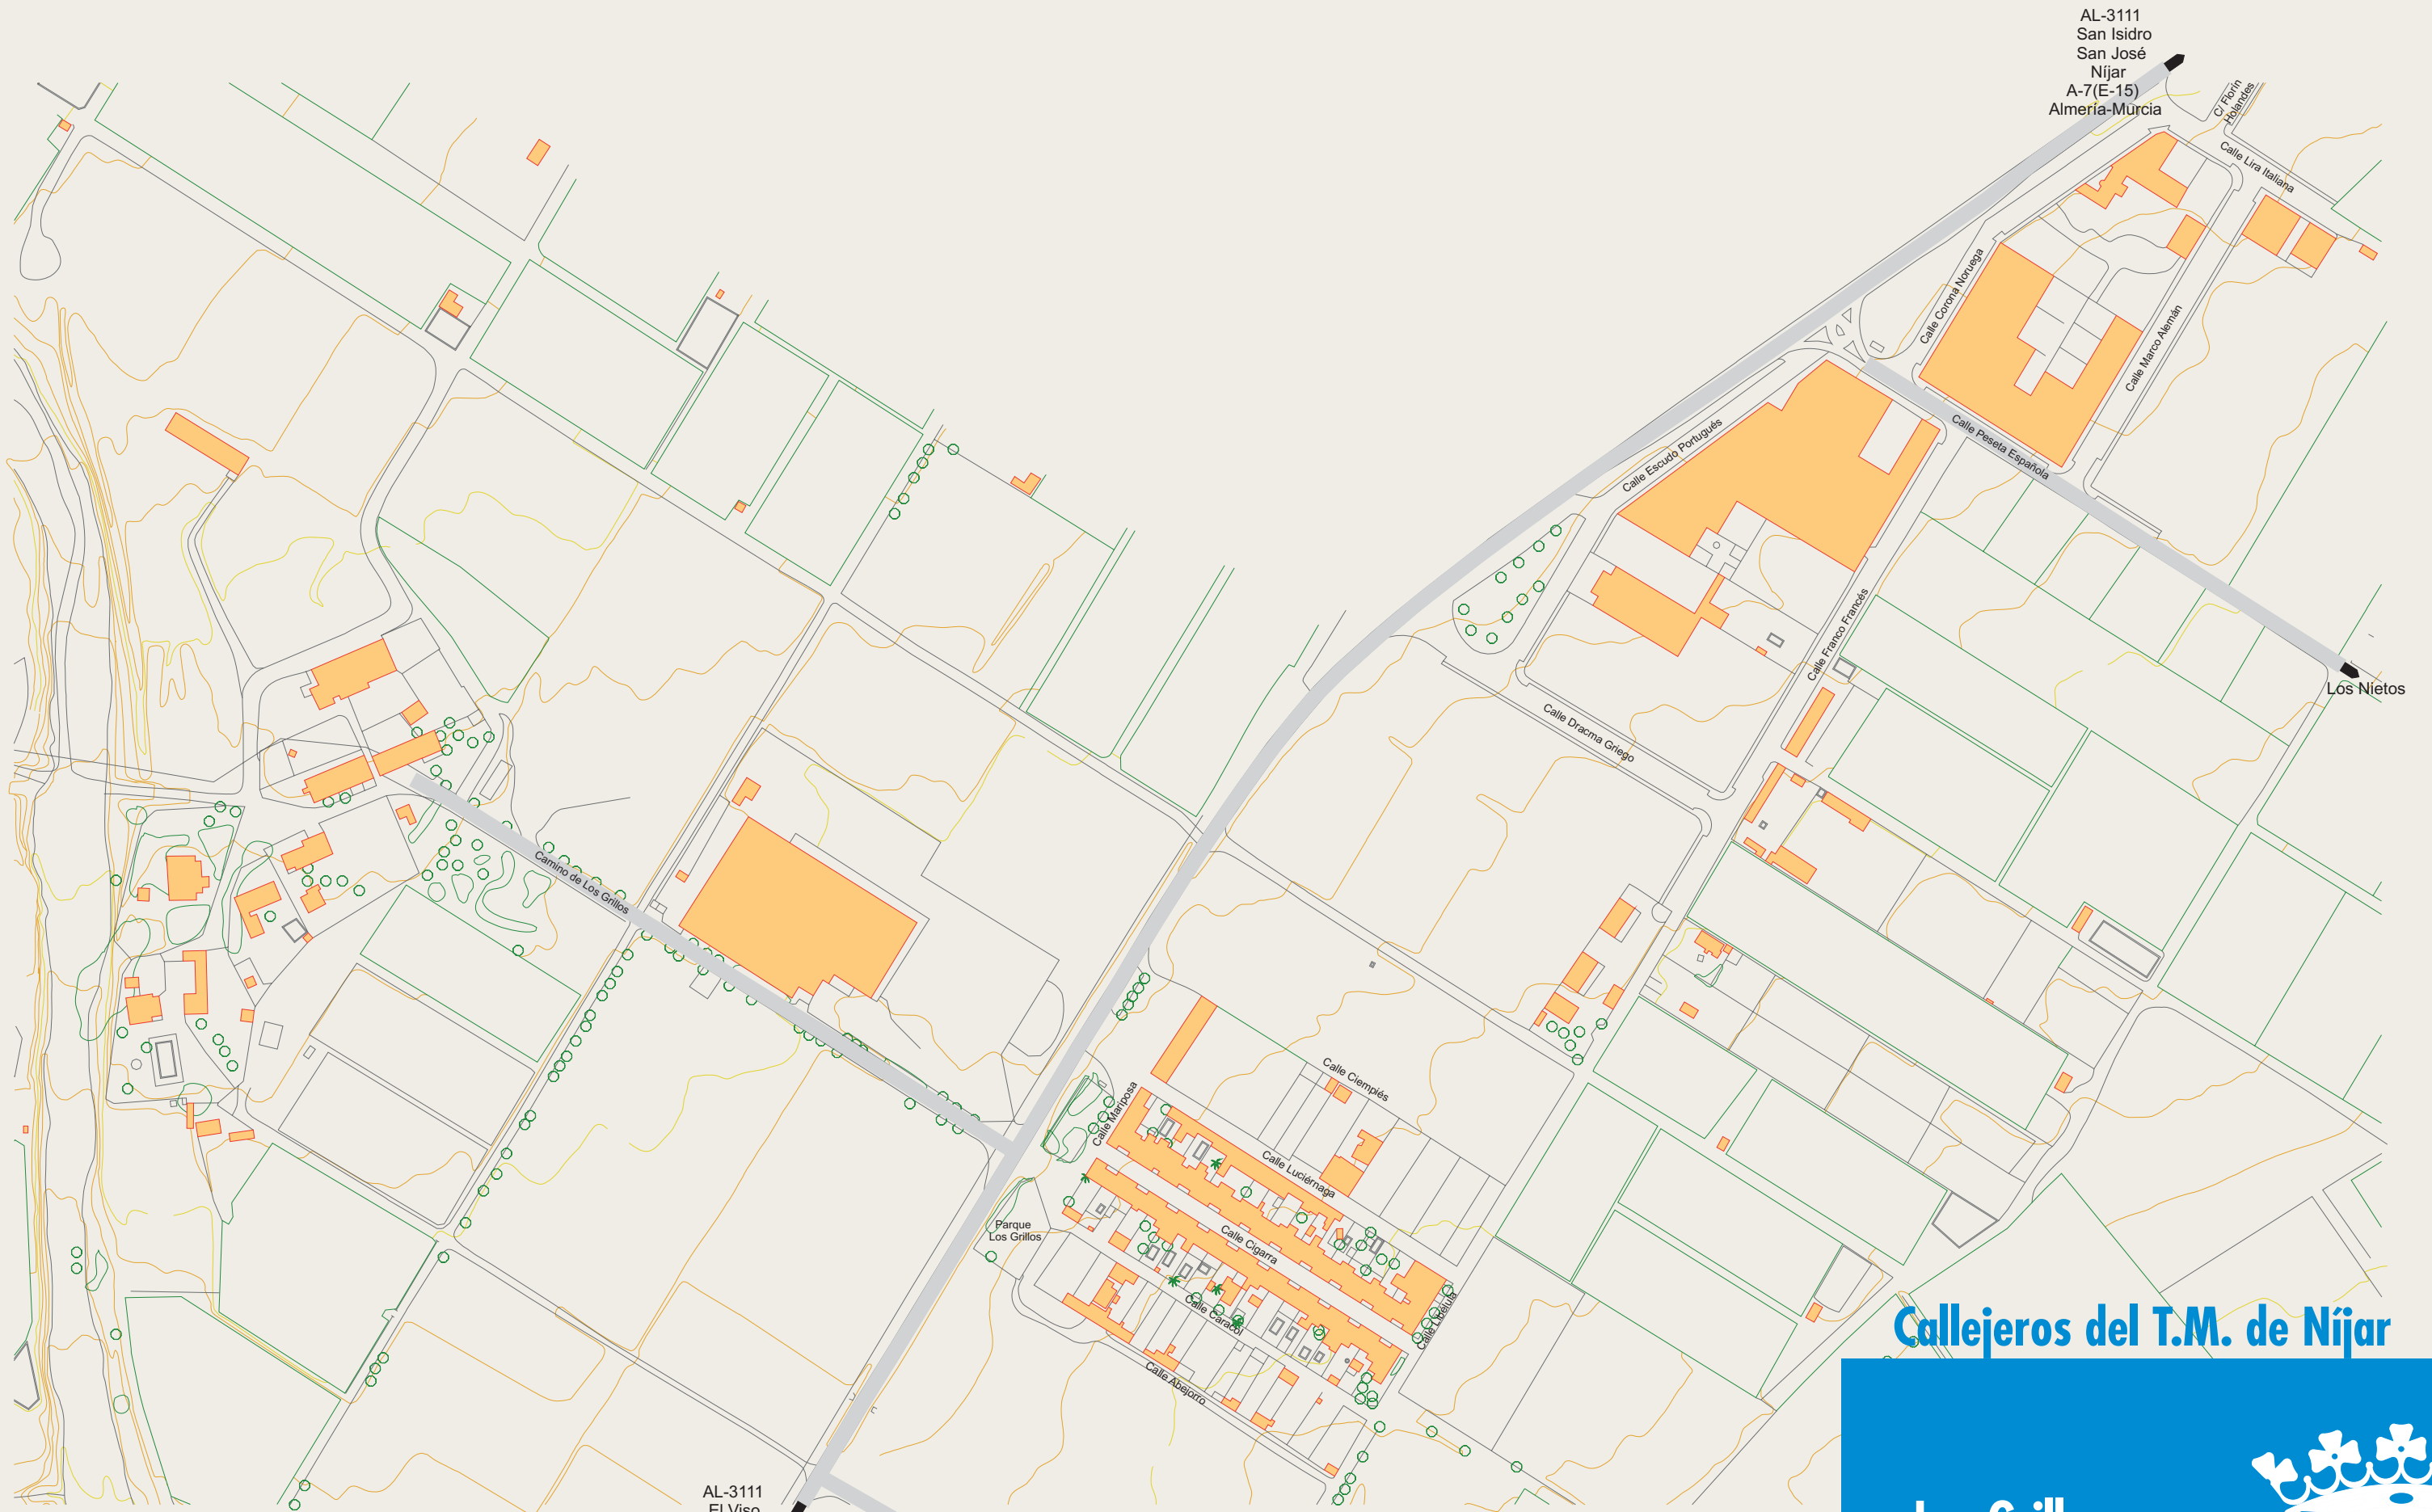 AL-3111
San Isidro
San José
Níjar
A-7(E-15)
Almería-Murcia
C/ Florín
Holandes
Calle Lira Italiana
Calle Corona Noruega
Calle Marco Alemán
Calle Escudo Portugués
Calle Peseta Española
Calle Franco Francés
Los Nietos
Calle Dracma Griego
Camino de Los Grillos
Calle Ciempiés
Calle Mariposa
Calle Luciérnaga
Parque
Los Grillos
Calle Cigarra
Calle Caracol
Calle Libélula
Calle Abejorro
Callejeros del T.M. de Níjar
AL-3111
El Viso